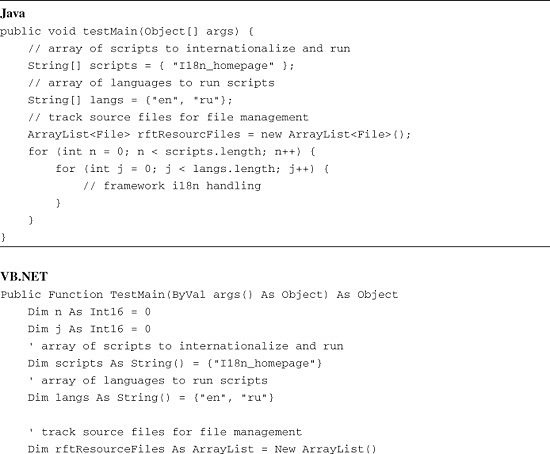 Java
public void testMain(Object[] args) {
    // array of scripts to internationalize and run
    String[] scripts = { "I18n_homepage" };
    // array of languages to run scripts
    String[] langs = {"en", "ru"};
    // track source files for file management
    ArrayList<File> rftResourcFiles = new ArrayList<File>();
    for (int n = 0; n < scripts.length; n++) {
        for (int j = 0; j < langs.length; j++) {
            // framework i18n handling
        }
    }
}
VB.NET
Public Function TestMain(ByVal args() As Object) As Object
    Dim n As Int16 = 0
    Dim j As Int16 = 0
    ' array of scripts to internationalize and run
    Dim scripts As String() = {"I18n_homepage"}
    ' array of languages to run scripts
    Dim langs As String() = {"en", "ru"}
    ' track source files for file management
    Dim rftResourceFiles As ArrayList = New ArrayList()